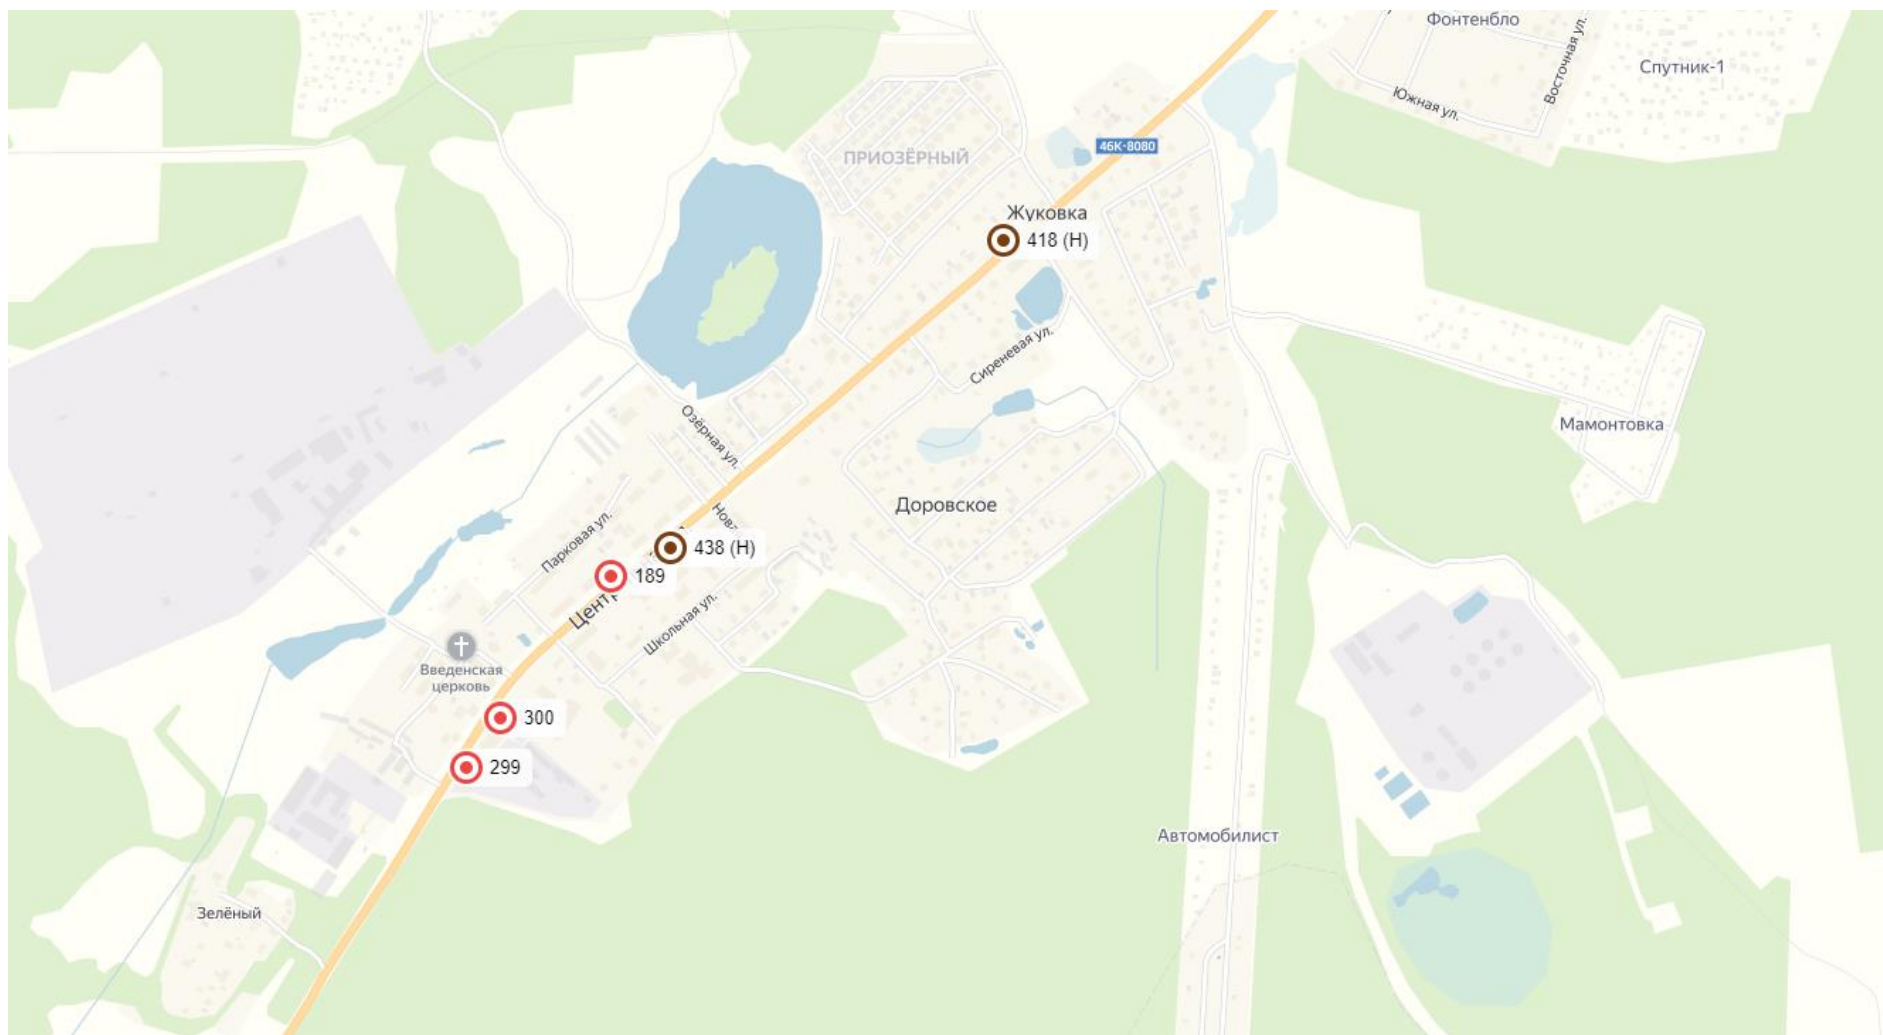 Фонтенбло
Восточная ул.
Спутник-1
Южная ул.
46К-8080
ПРИОЗЁРНЫЙ
Жуковка
418 (Н)
Сиреневая ул.
Озёрная ул.
Мамонтовка
Доровское
Парковая ул.
438 (Н)
189
Школьная ул.
Введенская
церковь
300
299
Автомобилист
Зелёный